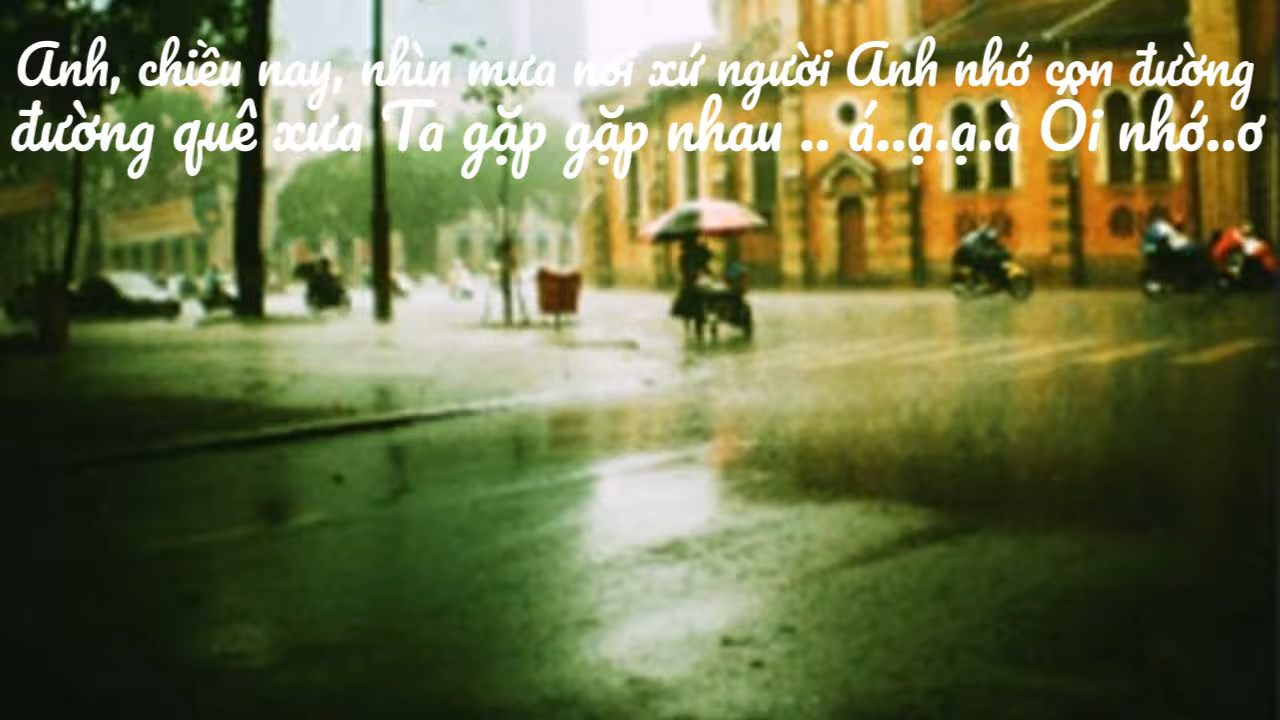 Anh, chiều nay, nhìn mưa nơi xứ người Anh nhớ con đường
đường quê xưa Ta gặp gặp nhau .. á..ạ.ạ.à Ôi nhớ..ơ